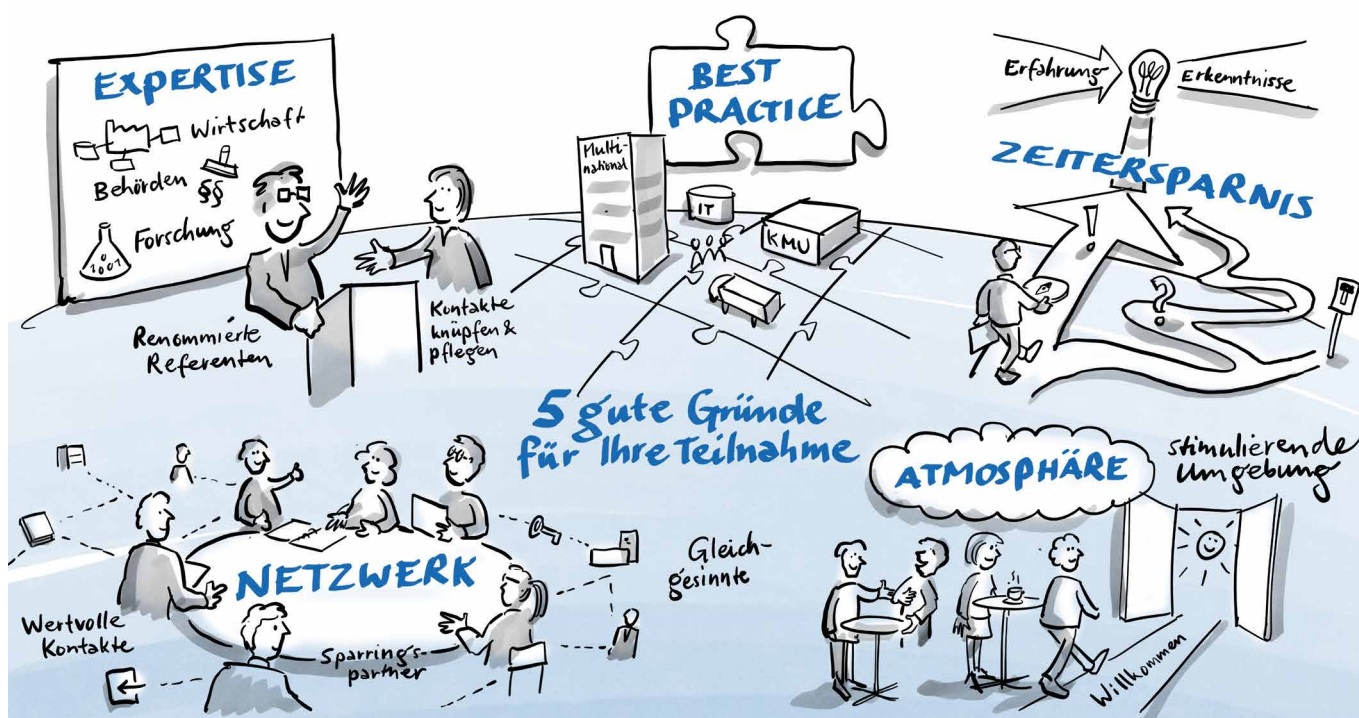 EXPERTISE
Wirtschaft
Behörden
§§
Forschung
1001
Renommierte
Referenten
Kontakte
knüpfen &
pflegen
BEST
PRACTICE
Multi-
national
IT
KMU
Erfahrung
Erkenntnisse
ZEITERSPARNIS
!
?
5 gute Gründe
für Ihre Teilnahme
NETZWERK
Wertvolle
Kontakte
Sparrings-
partner
Gleich-
gesinnte
ATMOSPHÄRE
stimulierende
Umgebung
Willkommen